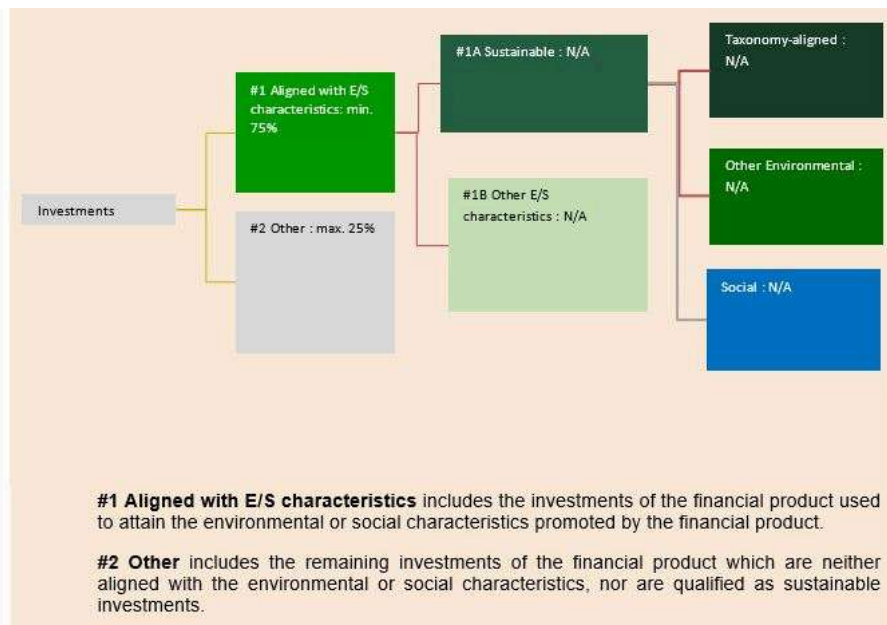 Investments
#1 Aligned with E/S
characteristics: min.
75%
#2 Other : max. 25%
#1A Sustainable : N/A
#1B Other E/S
characteristics : N/A
Taxonomy-aligned :
N/A
Other Environmental :
N/A
Social : N/A
#1 Aligned with E/S characteristics includes the investments of the financial product used
to attain the environmental or social characteristics promoted by the financial product.
#2 Other includes the remaining investments of the financial product which are neither
aligned with the environmental or social characteristics, nor are qualified as sustainable
investments.